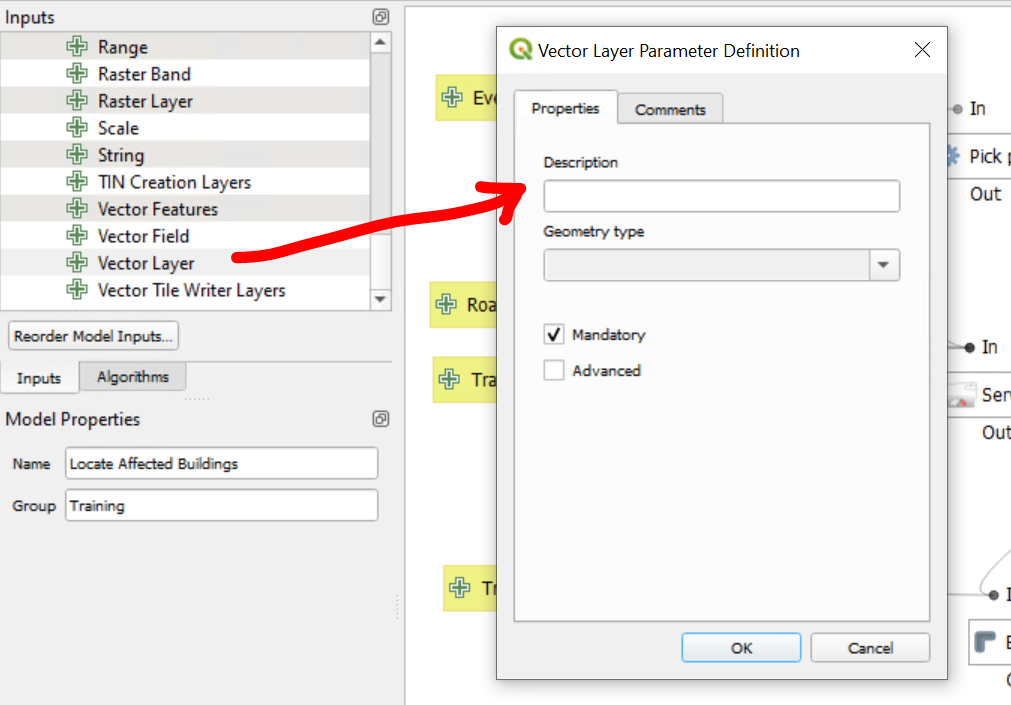 Inputs
Range
Raster Band
Raster Layer
Scale
String
TIN Creation Layers
Vector Features
Vector Field
Vector Layer
Vector Tile Writer Layers
Reorder Model Inputs...
Inputs
Algorithms
Model Properties
Name
Locate Affected Buildings
Group
Training
Eve
Roa
Tra
Tr
Vector Layer Parameter Definition
Properties
Comments
Description
Geometry type
Mandatory
Advanced
OK
Cancel
In
Pick p
Out
In
Serv
Out